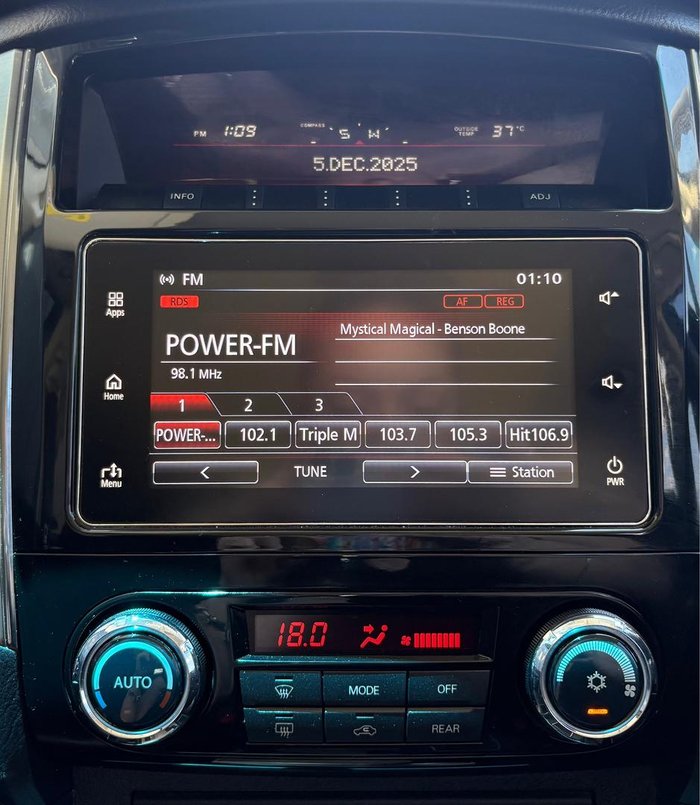 PM 1:09 COMPASS S W OUTSIDE TEMP 37°C
5.DEC.2025
INFO ADJ
FM 01:10
RDS AF REG
Mystical Magical - Benson Boone
POWER-FM
98.1 MHz
1 2 3
POWER-... 102.1 Triple M 103.7 105.3 Hit106.9
< TUNE > Station
Apps
Home
Menu
PWR
18.0
AUTO
MODE OFF
REAR